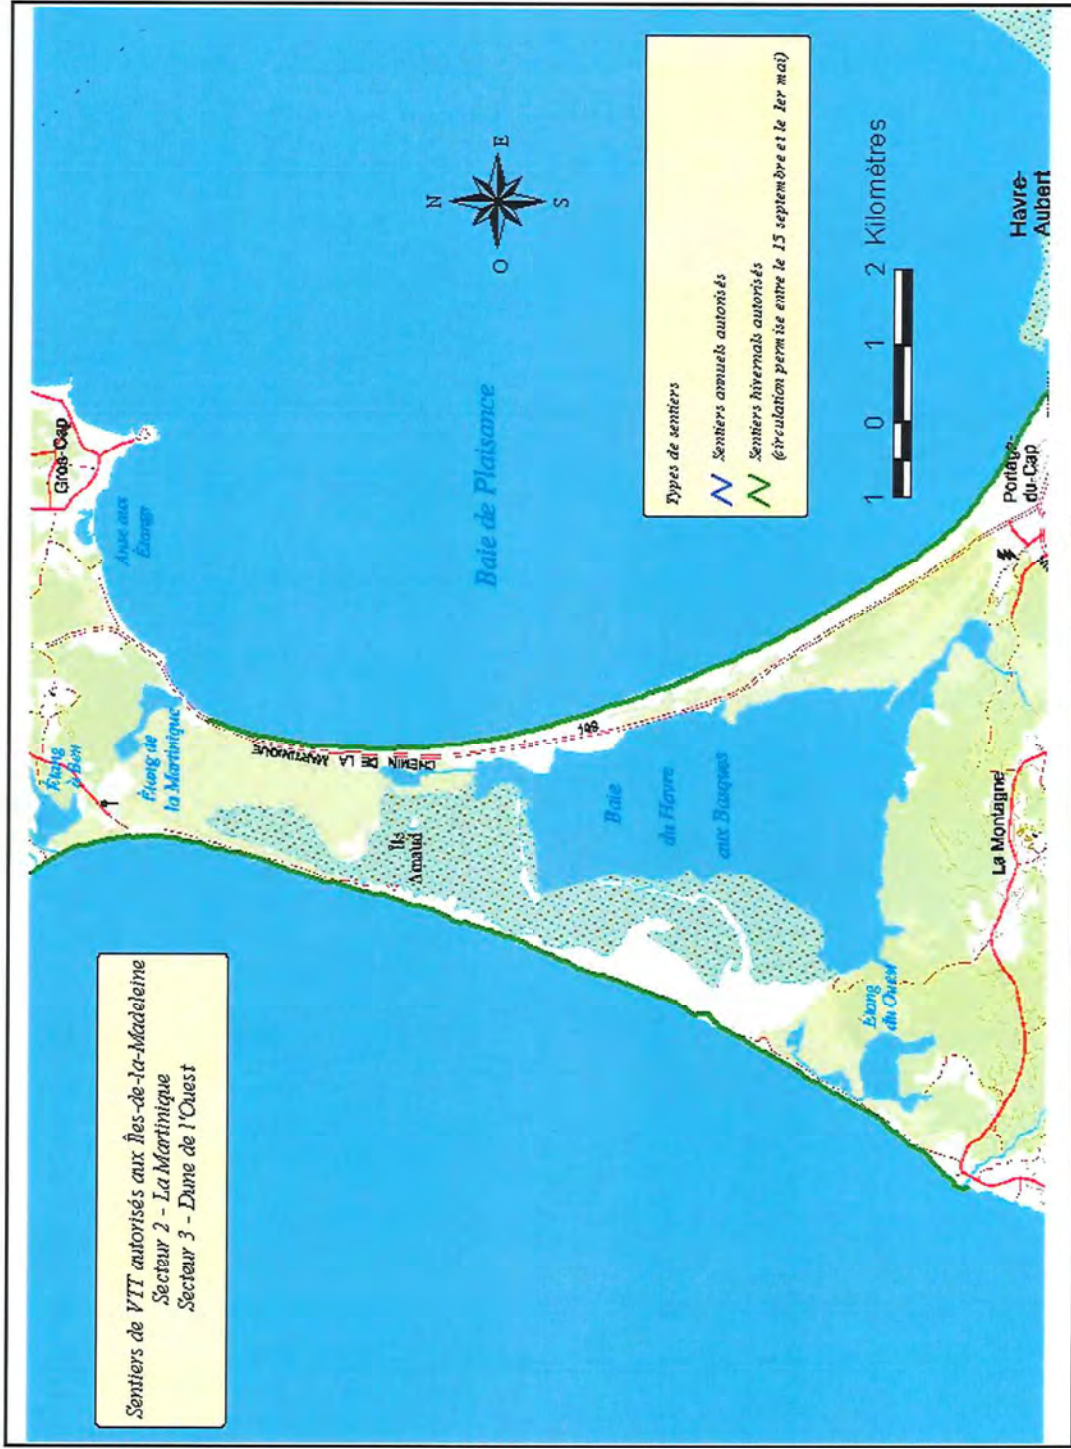 Sentiers de VTT autorisés aux Îles-de-la-Madeleine
Secteur 2 - La Martinique
Secteur 3 - Dune de l'Ouest
Étang
à Ben
Étang de
la Martinique
Gros-Cap
Anse aux
Étangs
CHEMIN DE LA MARTINIQUE
Île
Arnaud
Baie de Plaisance
N
O
E
S
199
Baie
du Havre
aux Basques
Types de sentiers
Sentiers annuels autorisés
Sentiers hivernals autorisés
(circulation permise entre le 15 septembre et le 1er mai)
1 0 1 2 Kilomètres
Étang
du Ouest
La Montagne
Portage-
du-Cap
Havre-
Aubert